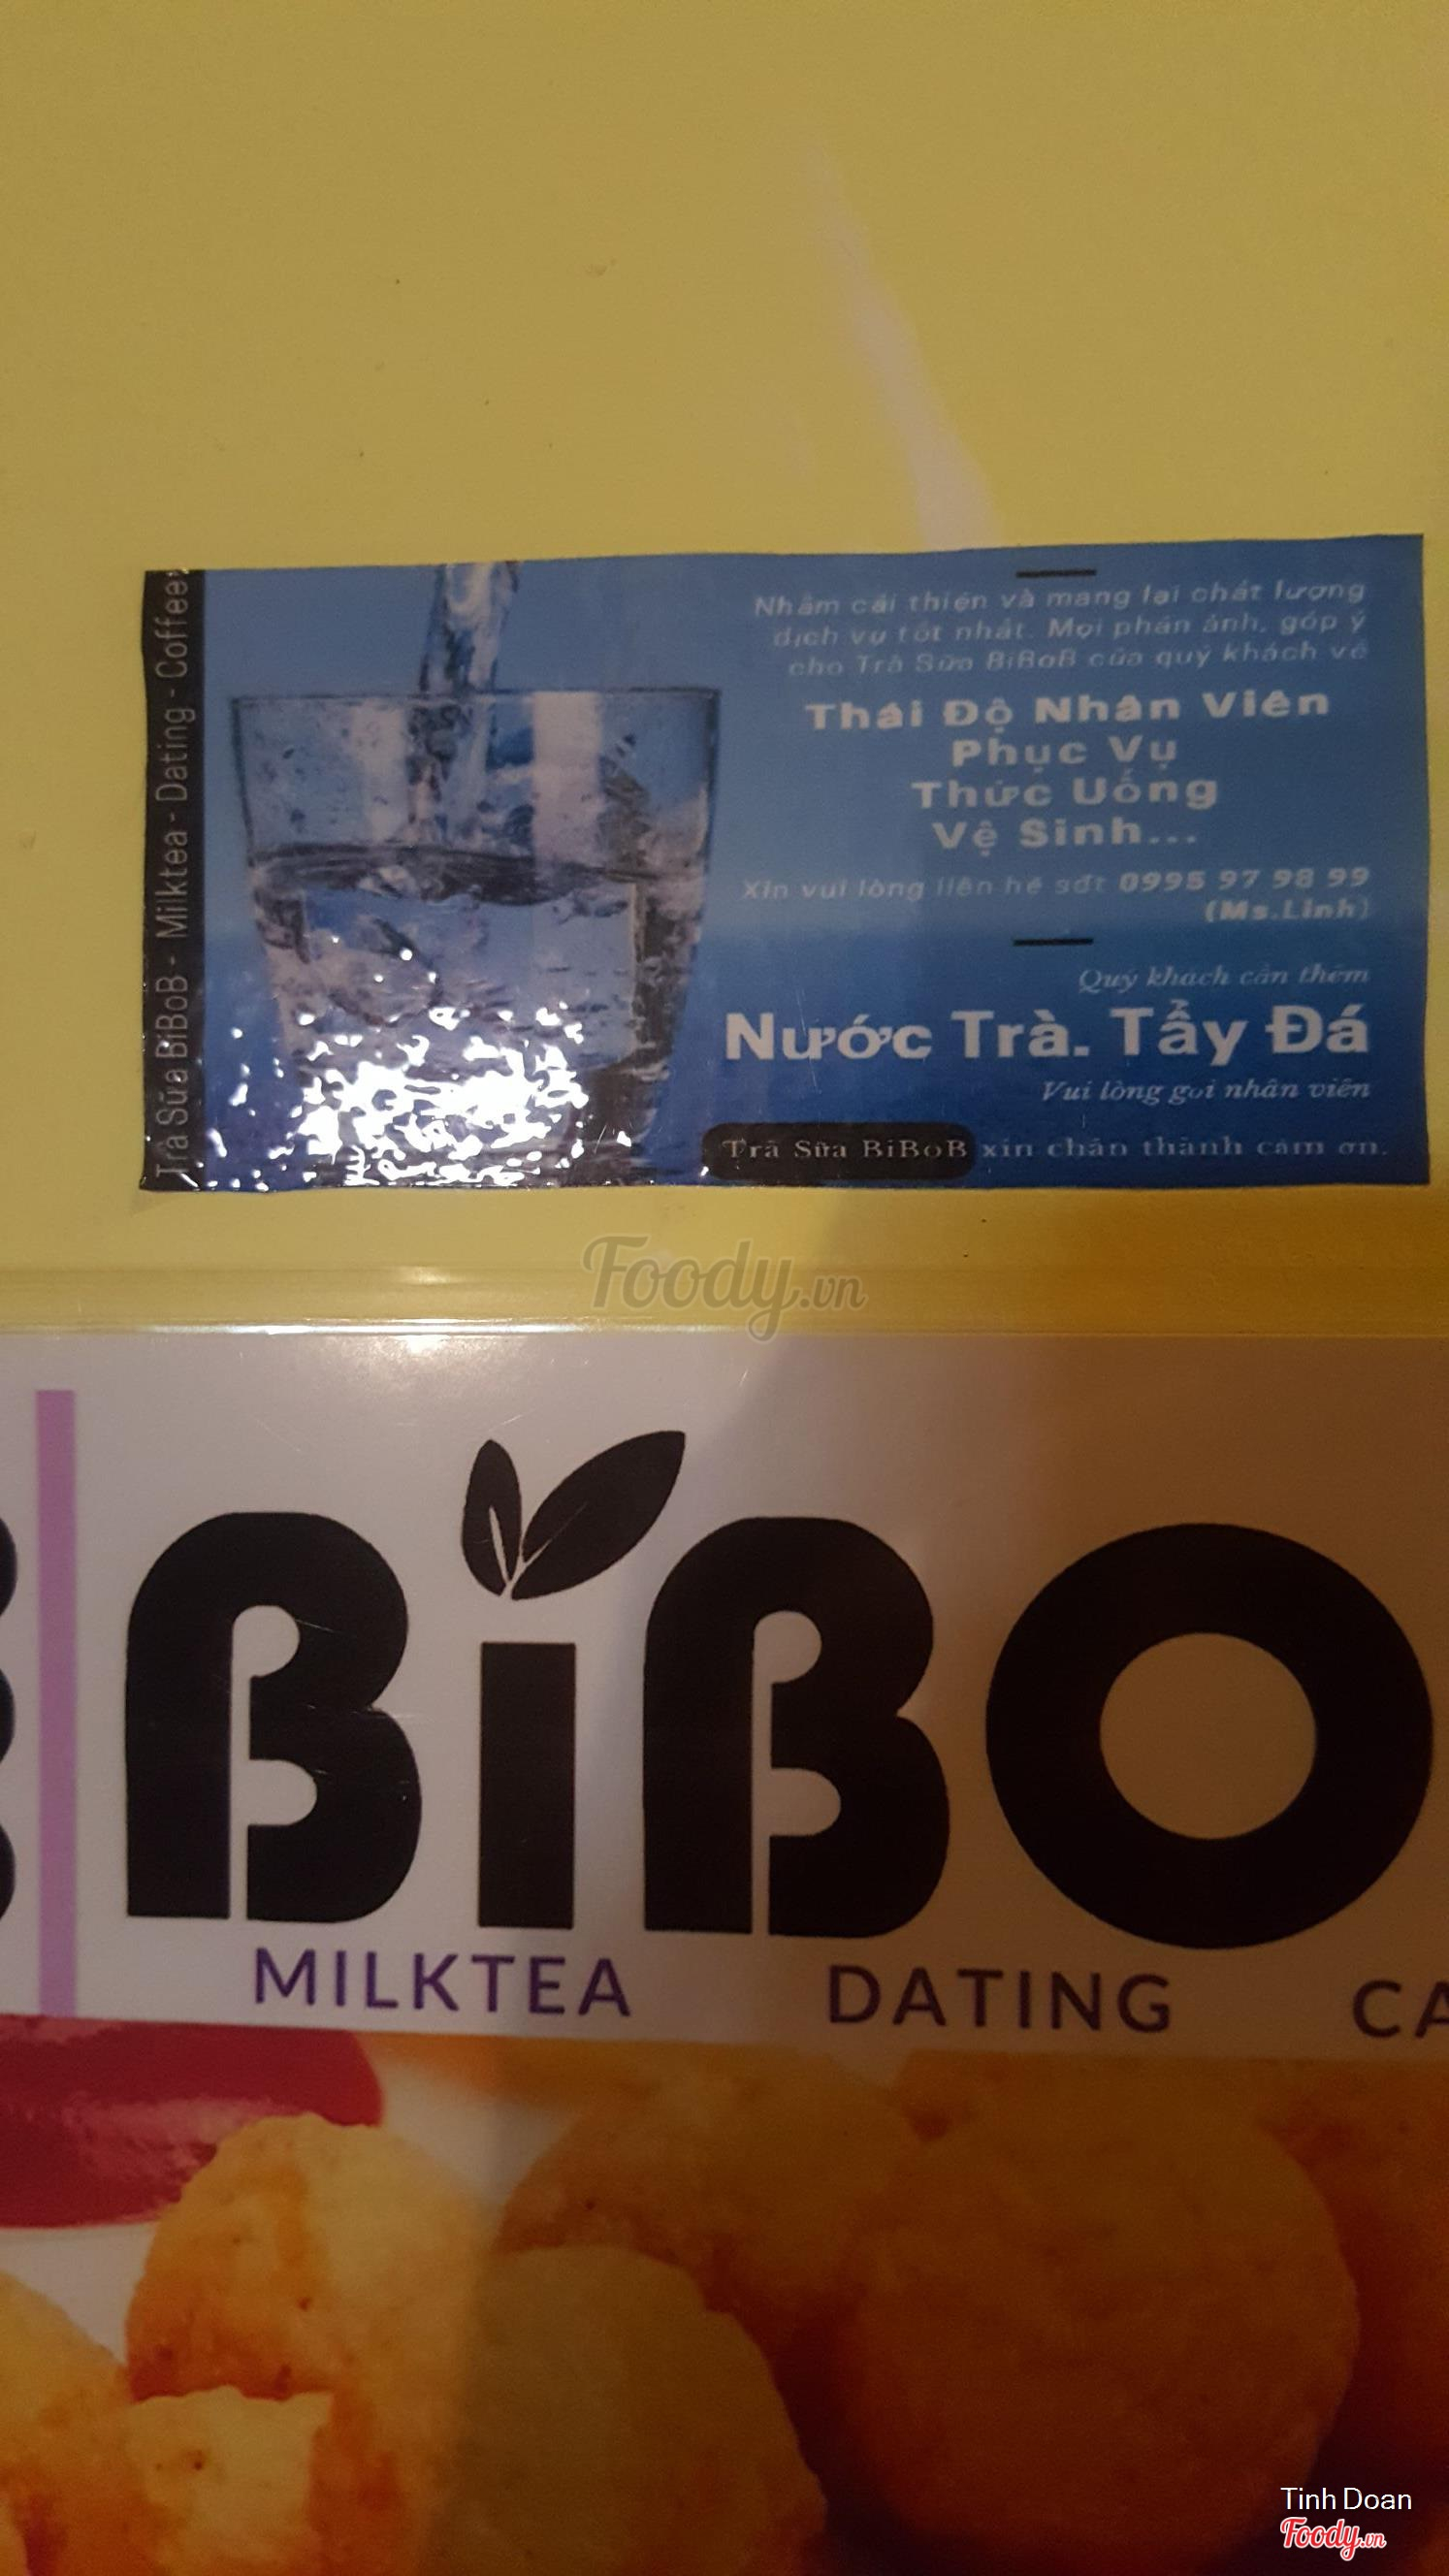 Trà Sữa BiBoB - Milktea - Dating - Coffee
Nhằm cải thiện và mang lại chất lượng
dịch vụ tốt nhất. Mọi phản ánh, góp ý
cho Trà Sữa BiBoB của quý khách về
Thái Độ Nhân Viên
Phục Vụ
Thức Uống
Vệ Sinh...
Xin vui lòng liên hệ sđt 0995 97 98 99
(Ms.Linh)
Quý khách cần thêm
Nước Trà. Tẩy Đá
Vui lòng gọi nhân viên
Trà Sữa BiBoB xin chân thành cảm ơn.
Foody.vn
BiBO
MILKTEA DATING CA
Tinh Doan
Foody.vn